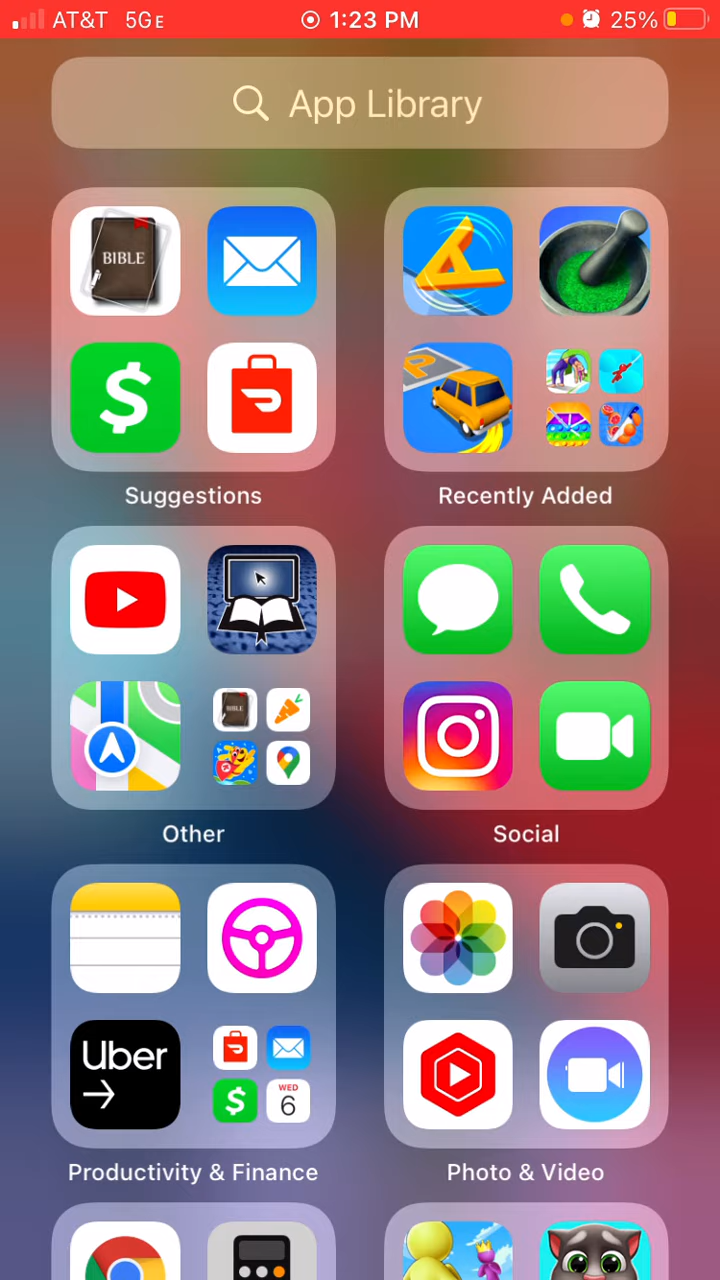 AT&T 5GE 1:23 PM 25%
App Library
BIBLE
Suggestions
Recently Added
BIBLE
Other
Social
Uber
WED
6
Productivity & Finance
Photo & Video